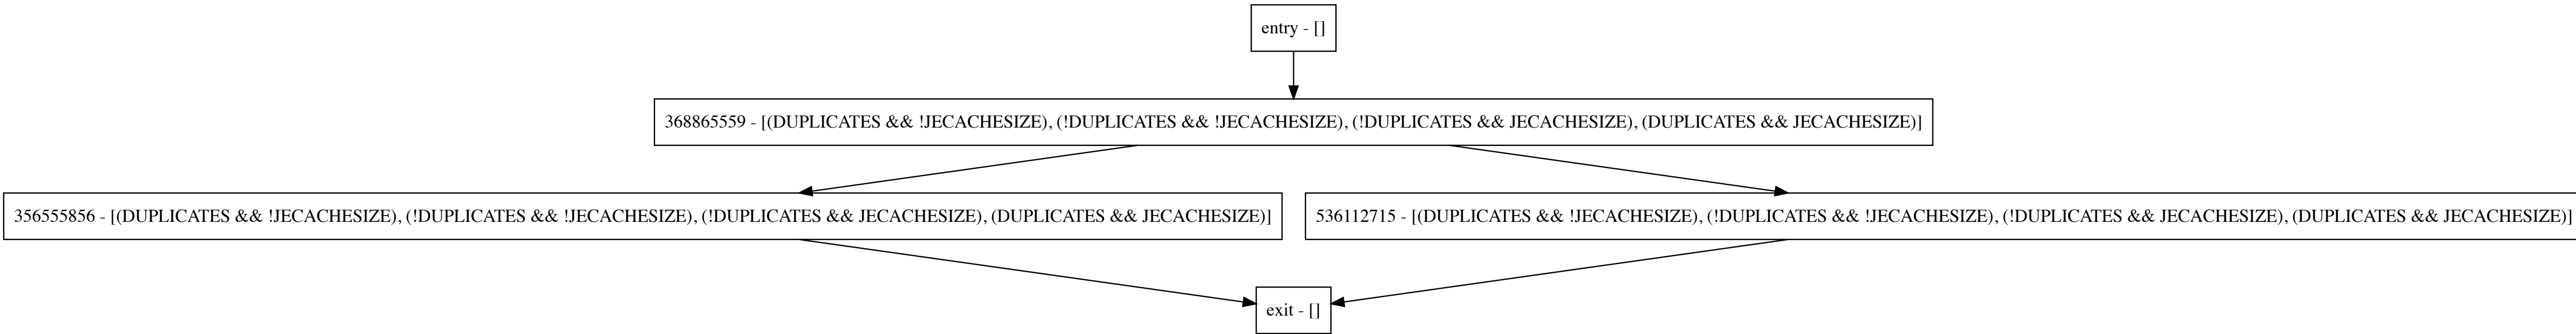 entry - []
368865559 - [(DUPLICATES && !JECACHESIZE), (!DUPLICATES && !JECACHESIZE), (!DUPLICATES && JECACHESIZE), (DUPLICATES && JECACHESIZE)]
356555856 - [(DUPLICATES && !JECACHESIZE), (!DUPLICATES && !JECACHESIZE), (!DUPLICATES && JECACHESIZE), (DUPLICATES && JECACHESIZE)]
536112715 - [(DUPLICATES && !JECACHESIZE), (!DUPLICATES && !JECACHESIZE), (!DUPLICATES && JECACHESIZE), (DUPLICATES && JECACHESIZE)]
exit - []